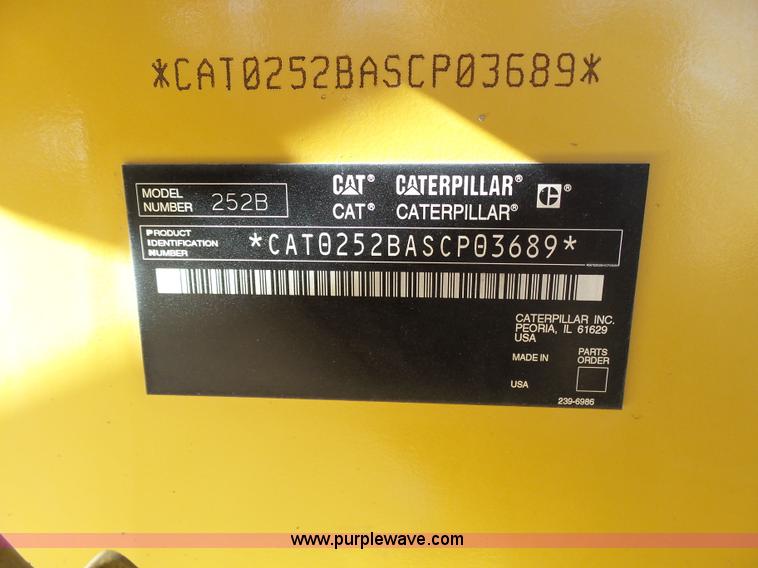 *CAT0252BASCP03689*
MODEL NUMBER 252B
CAT® CATERPILLAR® C®
CAT® CATERPILLAR®
PRODUCT IDENTIFICATION NUMBER *CAT0252BASCP03689*
CATERPILLAR INC.
PEORIA, IL 61629
USA
MADE IN
USA
PARTS
ORDER
239-6986
www.purplewave.com